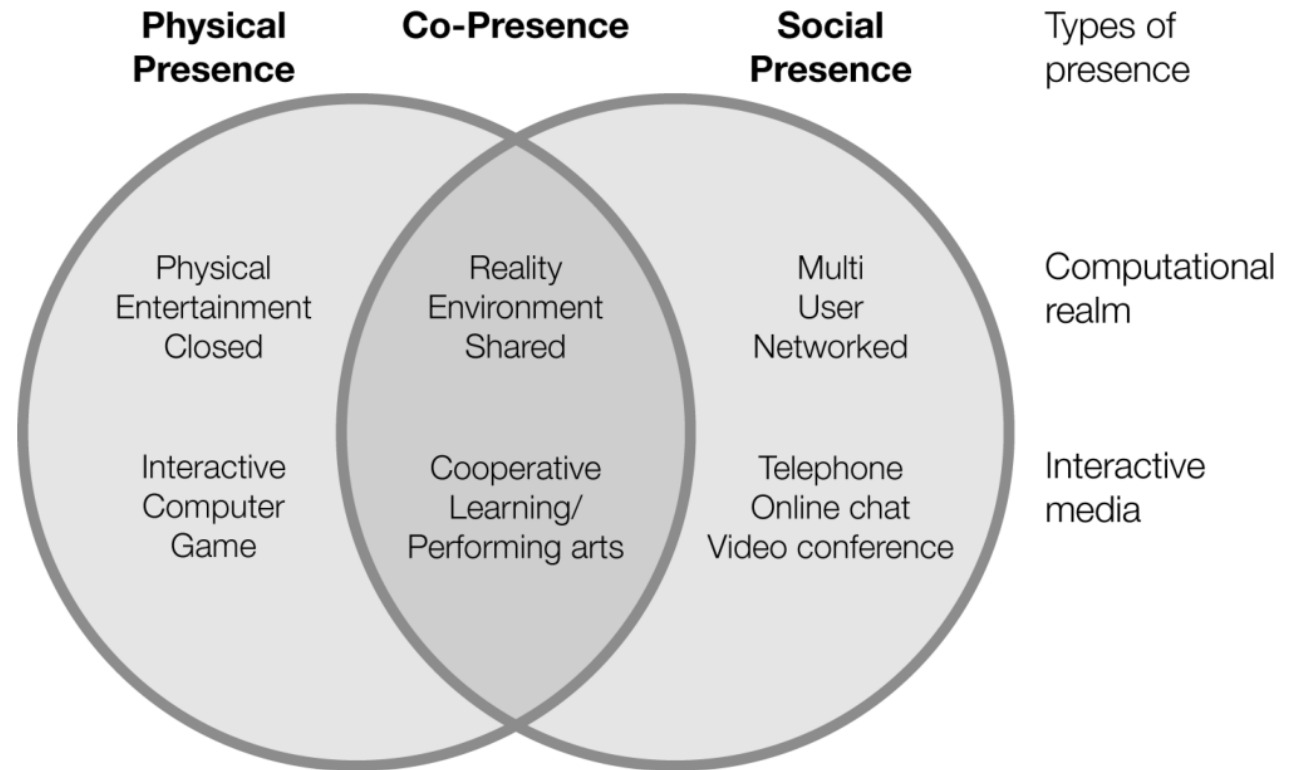 Physical
Presence
Co-Presence
Social
Presence
Types of
presence
Physical
Entertainment
Closed
Reality
Environment
Shared
Multi
User
Networked
Computational
realm
Interactive
Computer
Game
Cooperative
Learning/
Performing arts
Telephone
Online chat
Video conference
Interactive
media